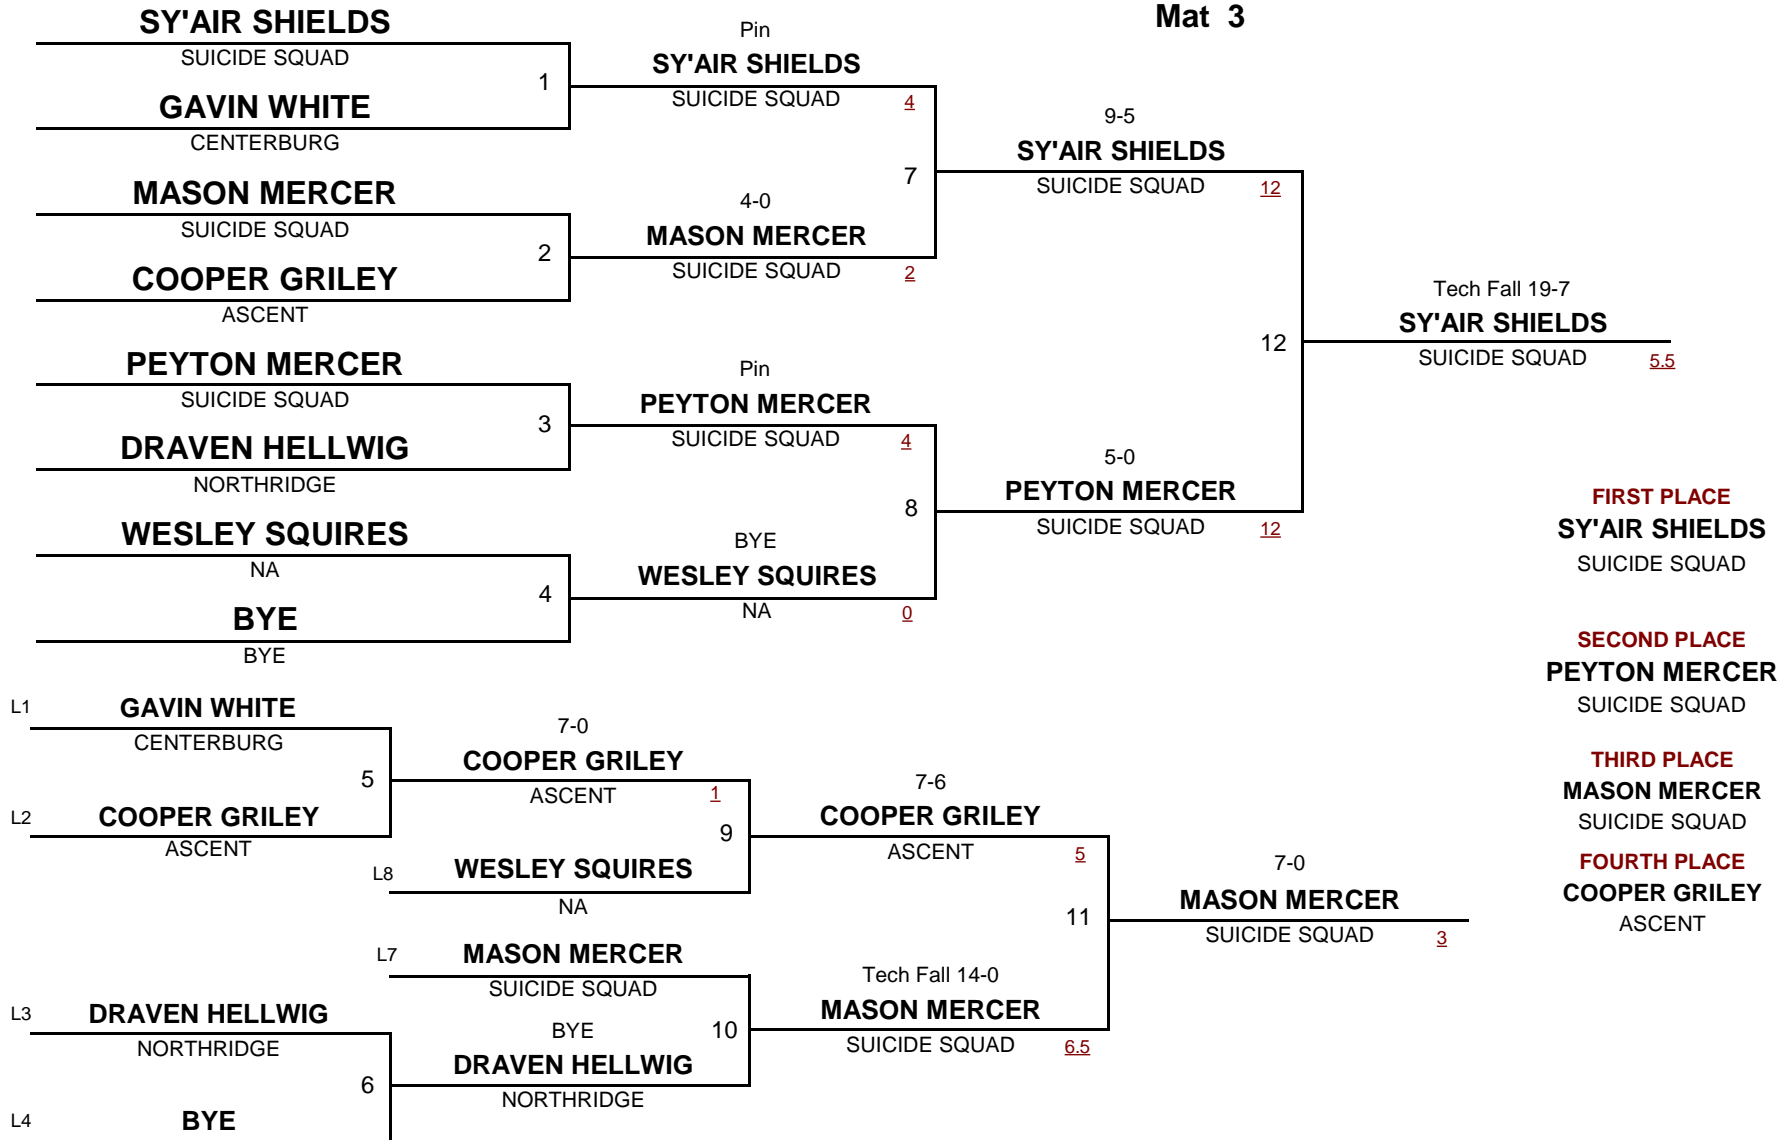 Mat 3
SY'AIR SHIELDS
SUICIDE SQUAD
1
GAVIN WHITE
CENTERBURG
MASON MERCER
SUICIDE SQUAD
2
COOPER GRILEY
ASCENT
PEYTON MERCER
SUICIDE SQUAD
3
DRAVEN HELLWIG
NORTHRIDGE
WESLEY SQUIRES
NA
4
BYE
BYE
Pin
SY'AIR SHIELDS
SUICIDE SQUAD 4
7
4-0
MASON MERCER
SUICIDE SQUAD 2
Pin
PEYTON MERCER
SUICIDE SQUAD 4
8
BYE
WESLEY SQUIRES
NA 0
9-5
SY'AIR SHIELDS
SUICIDE SQUAD 12
12
5-0
PEYTON MERCER
SUICIDE SQUAD 12
Tech Fall 19-7
SY'AIR SHIELDS
SUICIDE SQUAD 5.5
L1 GAVIN WHITE
CENTERBURG
5
L2 COOPER GRILEY
ASCENT
7-0
COOPER GRILEY
ASCENT 1
9
L8 WESLEY SQUIRES
NA
L7 MASON MERCER
SUICIDE SQUAD
10
BYE
DRAVEN HELLWIG
NORTHRIDGE
L3 DRAVEN HELLWIG
NORTHRIDGE
6
L4 BYE
7-6
COOPER GRILEY
ASCENT 5
11
Tech Fall 14-0
MASON MERCER
SUICIDE SQUAD 6.5
7-0
MASON MERCER
SUICIDE SQUAD 3
FIRST PLACE
SY'AIR SHIELDS
SUICIDE SQUAD
SECOND PLACE
PEYTON MERCER
SUICIDE SQUAD
THIRD PLACE
MASON MERCER
SUICIDE SQUAD
FOURTH PLACE
COOPER GRILEY
ASCENT